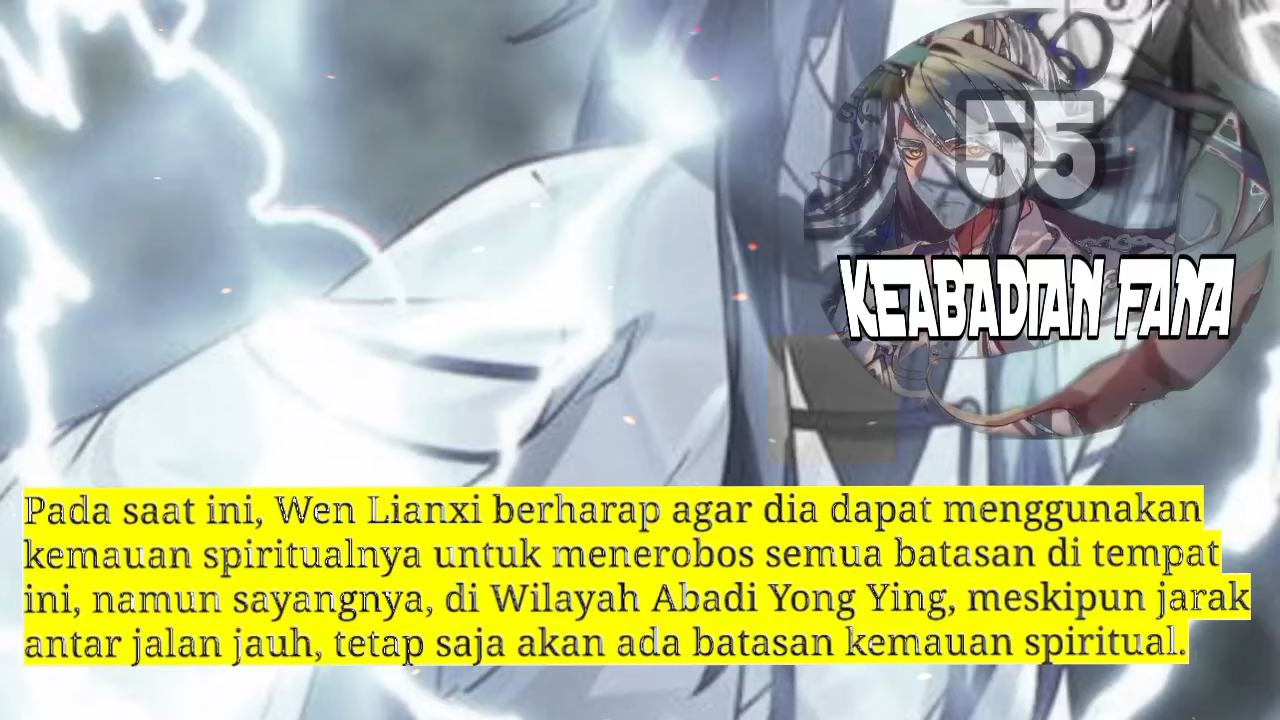 55
KEABADIAN FANA
Pada saat ini, Wen Lianxi berharap agar dia dapat menggunakan
kemauan spiritualnya untuk menerobos semua batasan di tempat
ini, namun sayangnya, di Wilayah Abadi Yong Ying, meskipun jarak
antar jalan jauh, tetap saja akan ada batasan kemauan spiritual.